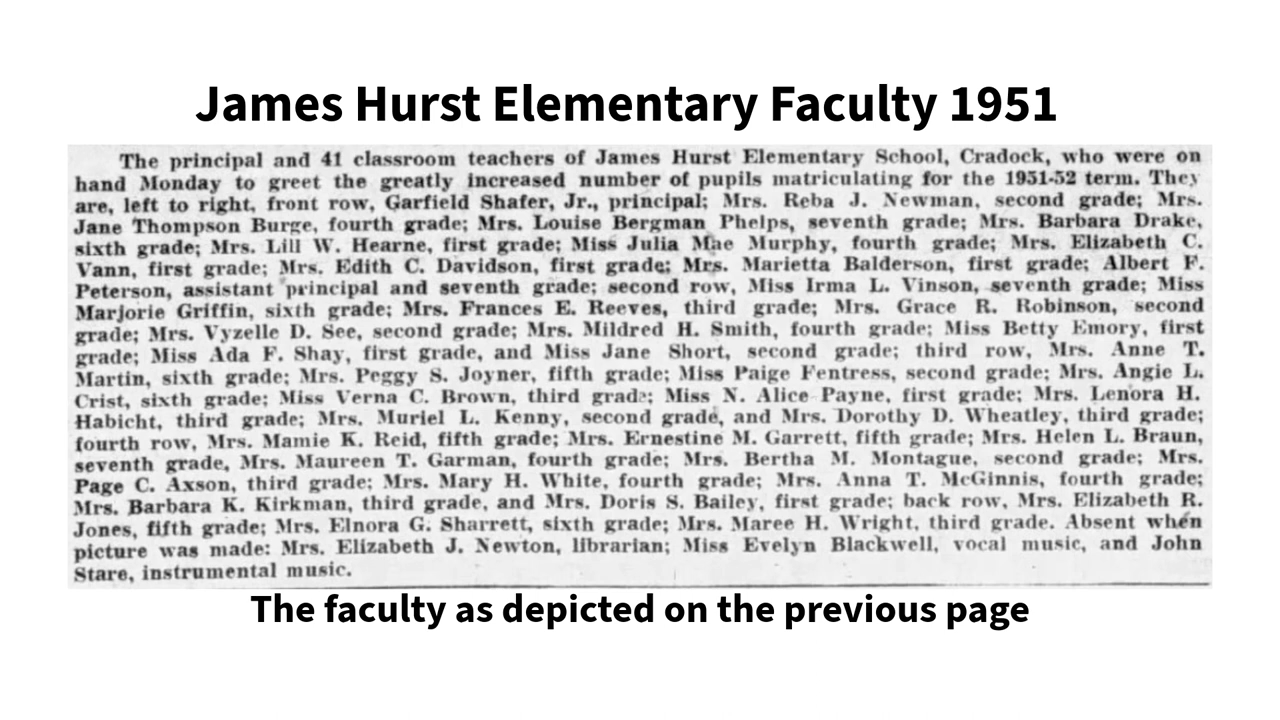 James Hurst Elementary Faculty 1951
The principal and 41 classroom teachers of James Hurst Elementary School, Cradock, who were on
hand Monday to greet the greatly increased number of pupils matriculating for the 1951-52 term. They
are, left to right, front row, Garfield Shafer, Jr., principal; Mrs. Reba J. Newman, second grade; Mrs.
Jane Thompson Burge, fourth grade; Mrs. Louise Bergman Phelps, seventh grade; Mrs. Barbara Drake,
sixth grade; Mrs. Lill W. Hearne, first grade; Miss Julia Mae Murphy, fourth grade; Mrs. Elizabeth C.
Vann, first grade; Mrs. Edith C. Davidson, first grade; Mrs. Marietta Balderson, first grade; Albert F.
Peterson, assistant principal and seventh grade; second row, Miss Irma L. Vinson, seventh grade; Miss
Marjorie Griffin, sixth grade; Mrs. Frances E. Reeves, third grade; Mrs. Grace R. Robinson, second
grade; Mrs. Vyzelle D. See, second grade; Mrs. Mildred H. Smith, fourth grade; Miss Betty Emory, first
grade; Miss Ada F. Shay, first grade, and Miss Jane Short, second grade; third row, Mrs. Anne T.
Martin, sixth grade; Mrs. Peggy S. Joyner, fifth grade; Miss Paige Fentress, second grade; Mrs. Angie L.
Crist, sixth grade; Miss Verna C. Brown, third grade; Miss N. Alice Payne, first grade; Mrs. Lenora H.
Habicht, third grade; Mrs. Muriel L. Kenny, second grade, and Mrs. Dorothy D. Wheatley, third grade;
fourth row, Mrs. Mamie K. Reid, fifth grade; Mrs. Ernestine M. Garrett, fifth grade; Mrs. Helen L. Braun,
seventh grade, Mrs. Maureen T. Garman, fourth grade; Mrs. Bertha M. Montague, second grade; Mrs.
Page C. Axson, third grade; Mrs. Mary H. White, fourth grade; Mrs. Anna T. McGinnis, fourth grade;
Mrs. Barbara K. Kirkman, third grade, and Mrs. Doris S. Bailey, first grade; back row, Mrs. Elizabeth R.
Jones, fifth grade; Mrs. Elnora G. Sharrett, sixth grade; Mrs. Maree H. Wright, third grade. Absent when
picture was made: Mrs. Elizabeth J. Newton, librarian; Miss Evelyn Blackwell, vocal music, and John
Stare, instrumental music.
The faculty as depicted on the previous page